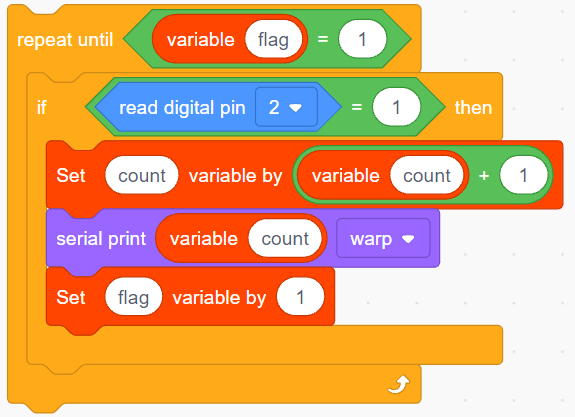 repeat until variable flag = 1
if read digital pin 2 = 1 then
Set count variable by variable count + 1
serial print variable count warp
Set flag variable by 1